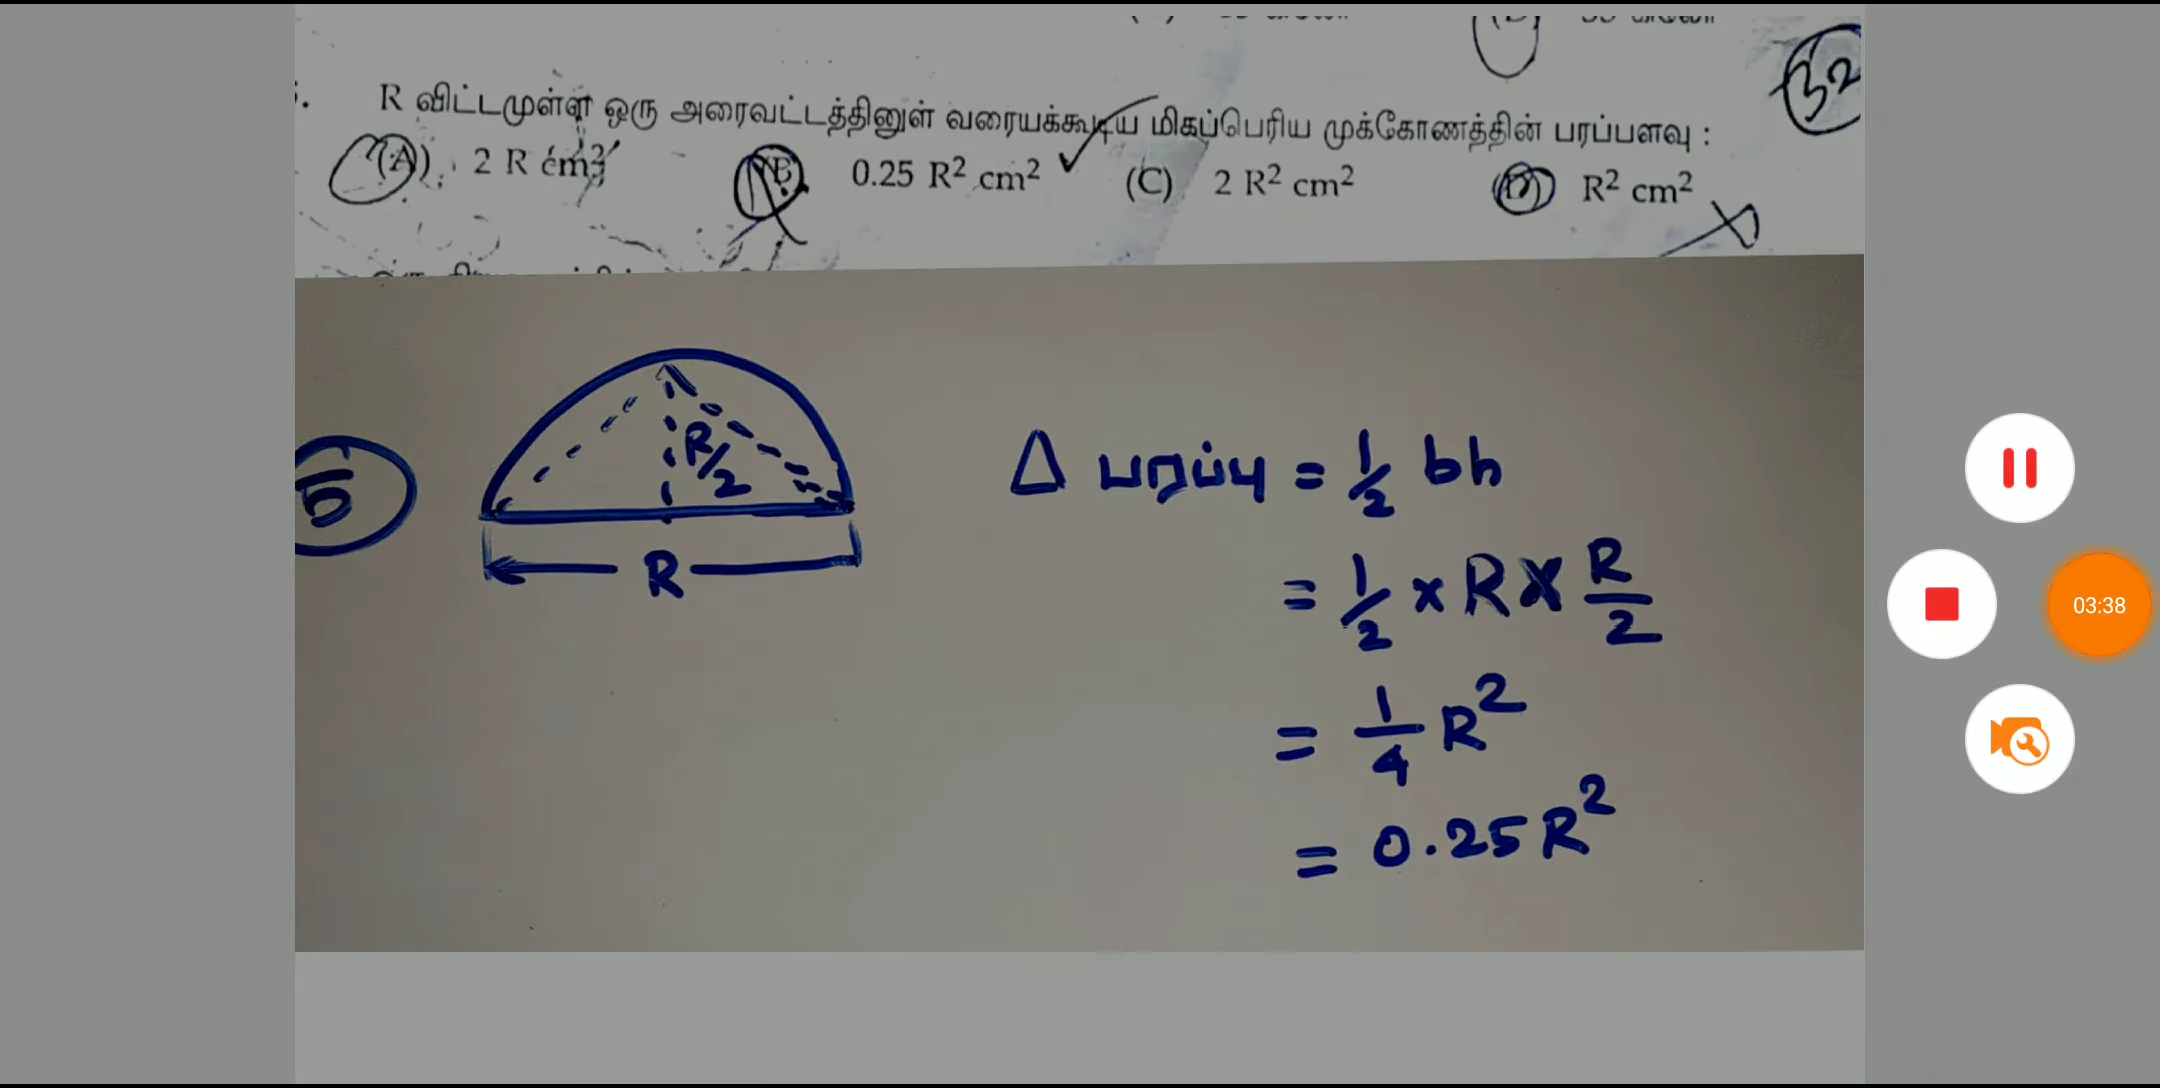 R விட்டமுள்ள ஒரு அரைவட்டத்தினுள் வரையக்கூடிய மிகப்பெரிய முக்கோணத்தின் பரப்பளவு :
(A) 2 R cm² (B) 0.25 R² cm² (C) 2 R² cm² (D) R² cm²
32
5
R/2
R
Δ பரப்பு = 1/2 bh
= 1/2 × R × R/2
= 1/4 R²
= 0.25 R²
03:38